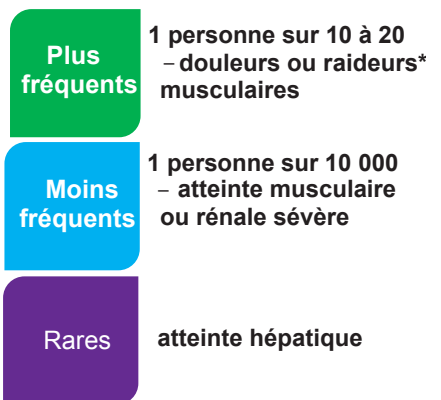 Plus
fréquents
1 personne sur 10 à 20
– douleurs ou raideurs*
musculaires
Moins
fréquents
1 personne sur 10 000
– atteinte musculaire
ou rénale sévère
Rares
atteinte hépatique